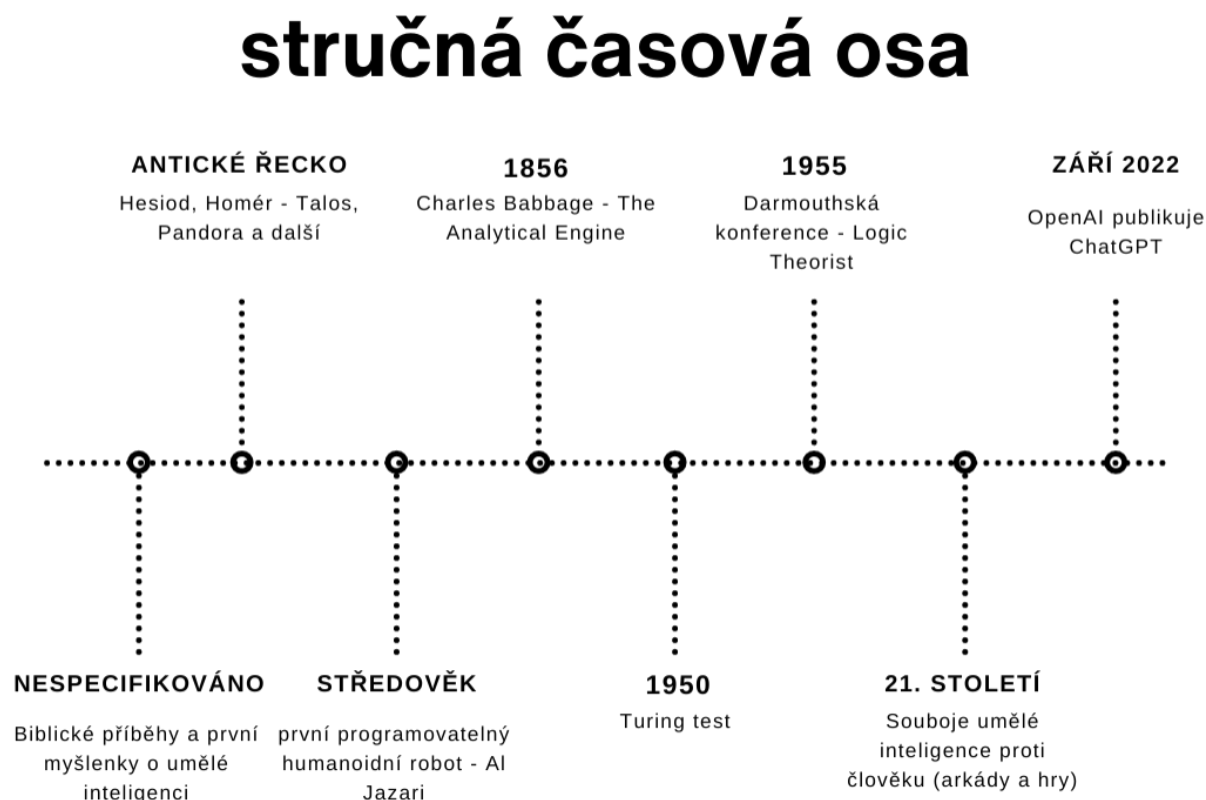 stručná časová osa
ANTICKÉ ŘECKO
Hesiod, Homér - Talos,
Pandora a další
1856
Charles Babbage - The
Analytical Engine
1955
Darmouthská
konference - Logic
Theorist
ZÁŘÍ 2022
OpenAI publikuje
ChatGPT
NESPECIFIKOVÁNO
Biblické příběhy a první
myšlenky o umělé
inteligenci
STŘEDOVĚK
první programovatelný
humanoidní robot - Al
Jazari
1950
Turing test
21. STOLETÍ
Souboje umělé
inteligence proti
člověku (arkády a hry)